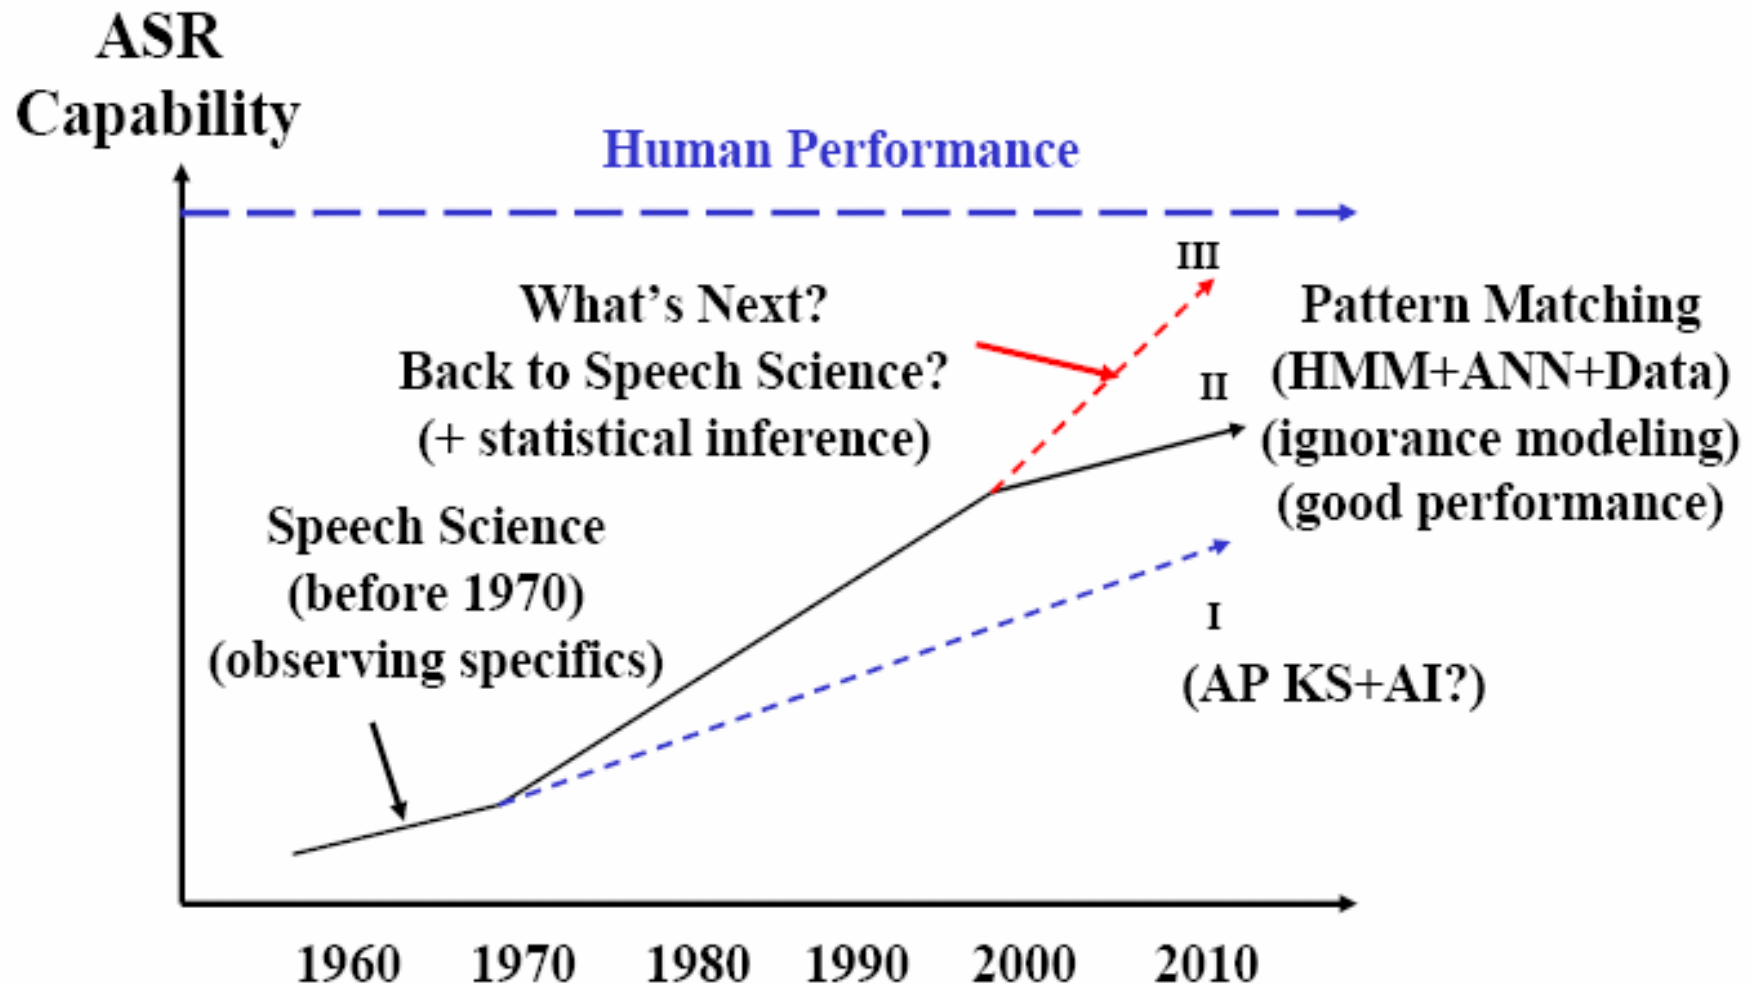 ASR
Capability
Human Performance
III
What’s Next?
Back to Speech Science?
(+ statistical inference)
Pattern Matching
(HMM+ANN+Data)
(ignorance modeling)
(good performance)
II
Speech Science
(before 1970)
(observing specifics)
I
(AP KS+AI?)
1960 1970 1980 1990 2000 2010